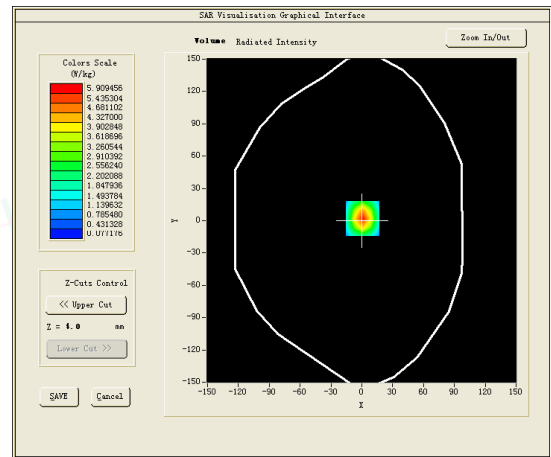 SAR Visualisation Graphical Interface
Volume Radiated Intensity
Zoom In/Out
Colors Scale
(W/kg)
5.909456
5.435304
4.681102
4.327000
3.902848
3.618696
3.260544
2.910392
2.556240
2.202088
1.847936
1.493784
1.139632
0.785480
0.431328
0.077176
Z-Cuts Control
<< Upper Cut
Z = 4.0 mm
Lower Cut >>
SAVE
Cancel
150
120
90
60
30
0
-30
-60
-90
-120
-150
Y
-150 -120 -90 -60 -30 0 30 60 90 120 150
X